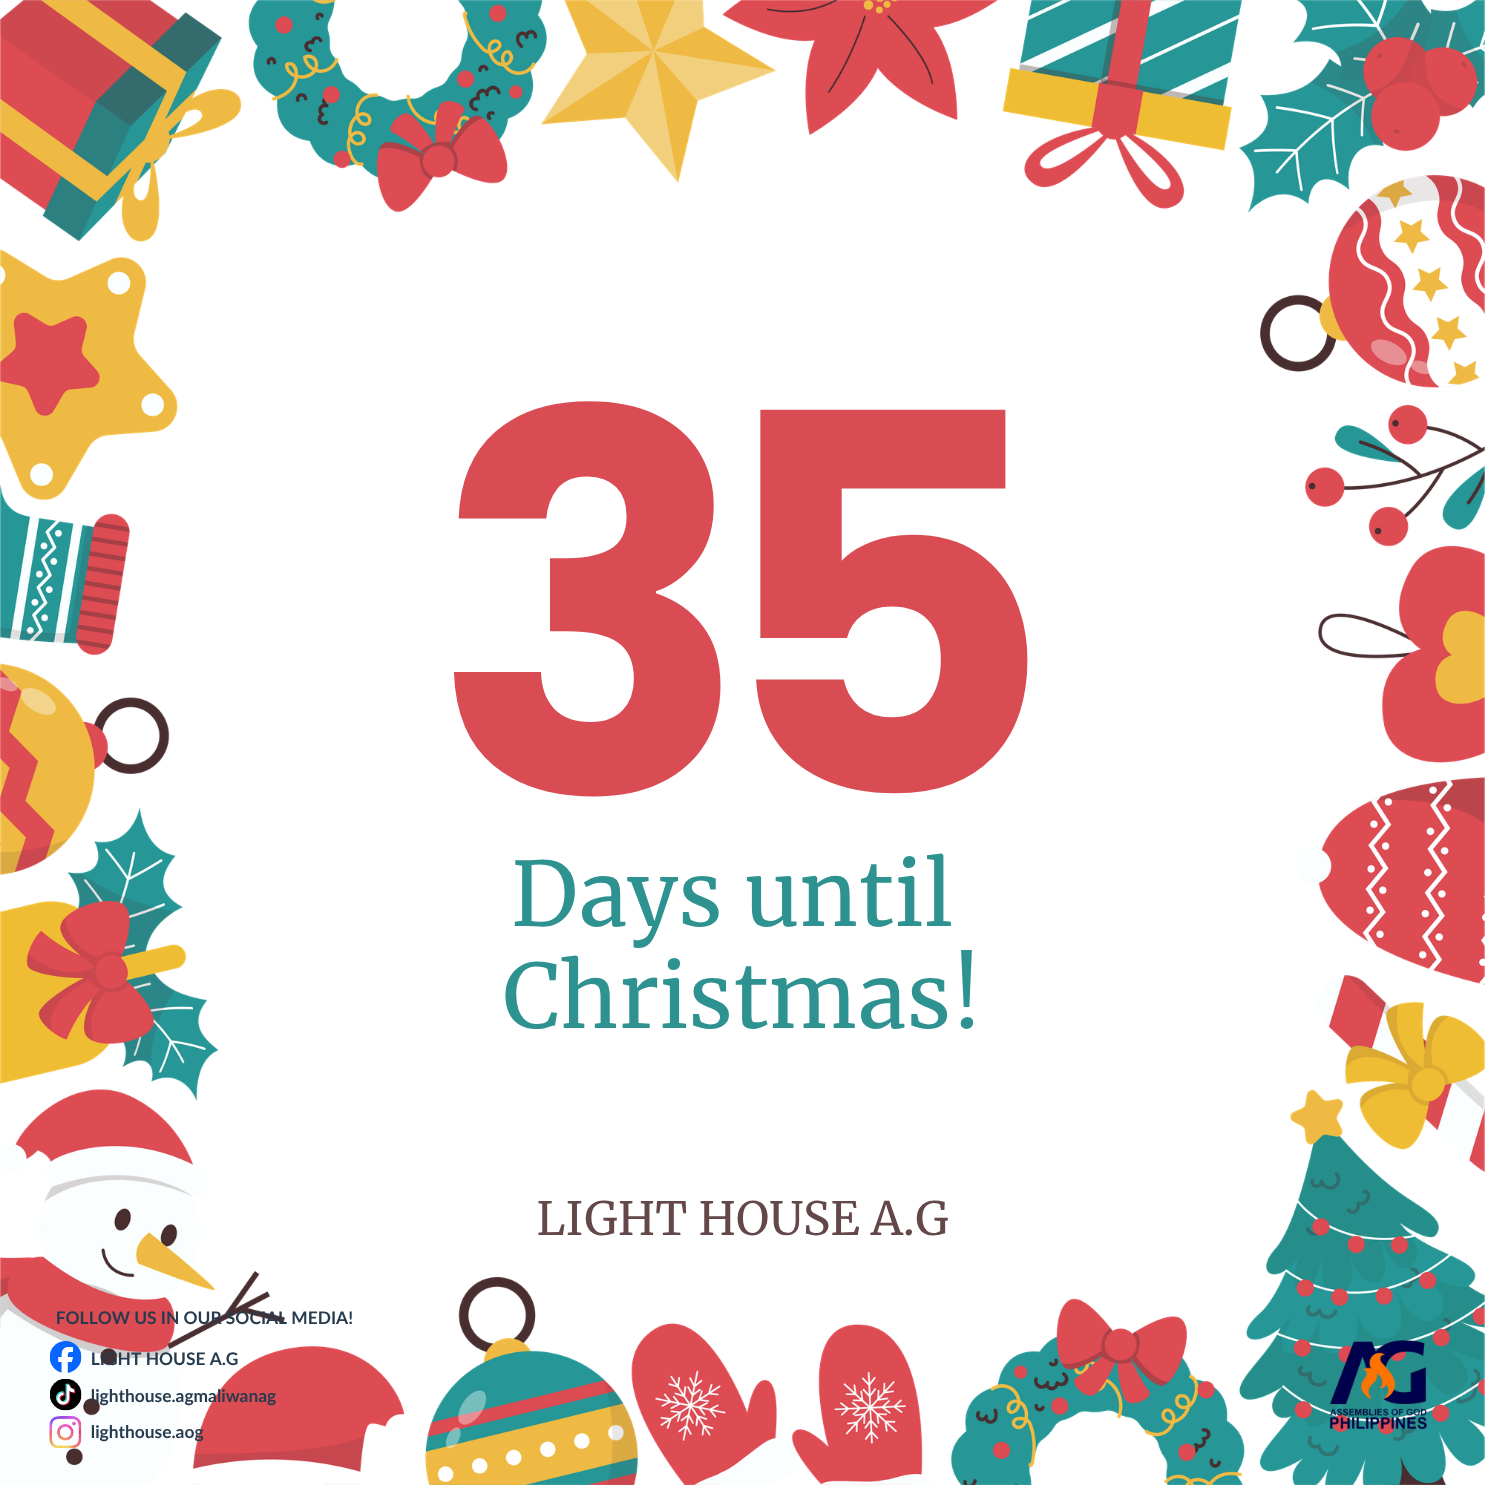 35
Days until
Christmas!
LIGHT HOUSE A.G
FOLLOW US IN OUR SOCIAL MEDIA!
LIGHT HOUSE A.G
lighthouse.agmaliwanag
lighthouse.aog
AG
ASSEMBLIES OF GOD
PHILIPPINES